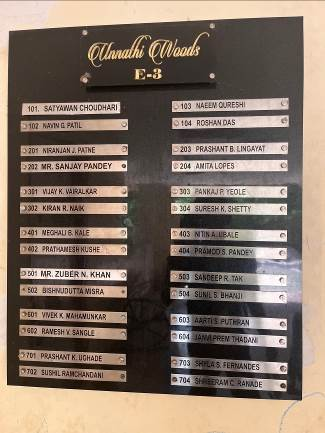 Unnathi Woods
E-3
101. SATYAWAN CHOUDHARI
102 NAVIN G. PATIL
201 NIRANJAN J. PATNE
202 MR. SANJAY PANDEY
301 VIJAY K. VAIRALKAR
302 KIRAN R. NAIK
401 MEGHALI B. KALE
402 PRATHAMESH KUSHE
501 MR. ZUBER N. KHAN
502 BISHNUDUTTA MISRA
601 VIVEK K. MAHAMUNKAR
602 RAMESH V. SANGLE
701 PRASHANT K. UGHADE
702 SUSHIL RAMCHANDANI
103 NAEEM QURESHI
104 ROSHAN DAS
203 PRASHANT B. LINGAYAT
204 AMITA LOPES
303 PANKAJ P. YEOLE
304 SURESH K. SHETTY
403 NITIN A. UBALE
404 PRAMOD S. PANDEY
503 SANDEEP R. TAK
504 SUNIL S. BHANJI
603 AARTI S. PUTHRAN
604 JANVI PREM THADANI
703 SHYLA S. FERNANDES
704 SHREERAM C. RANADE